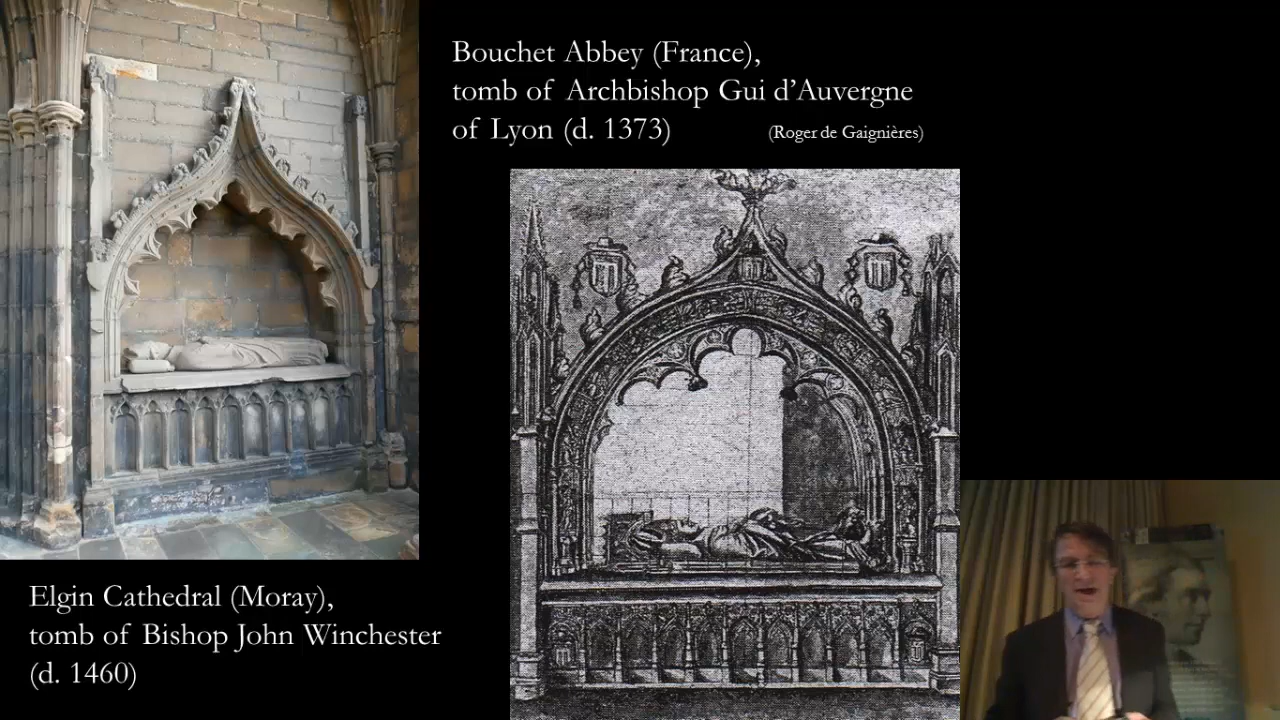 Bouchet Abbey (France),
tomb of Archbishop Gui d’Auvergne
of Lyon (d. 1373)
(Roger de Gaignières)
Elgin Cathedral (Moray),
tomb of Bishop John Winchester
(d. 1460)